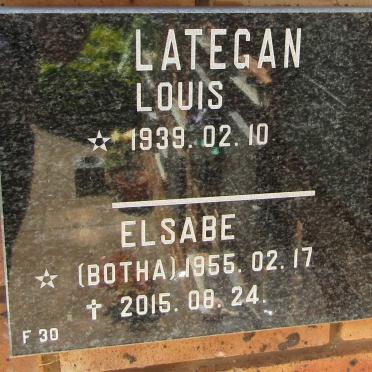 LATEGAN
LOUIS
☆ 1939. 02. 10
ELSABE
☆ (BOTHA) 1955. 02. 17
✝ 2015. 08. 24.
F 30